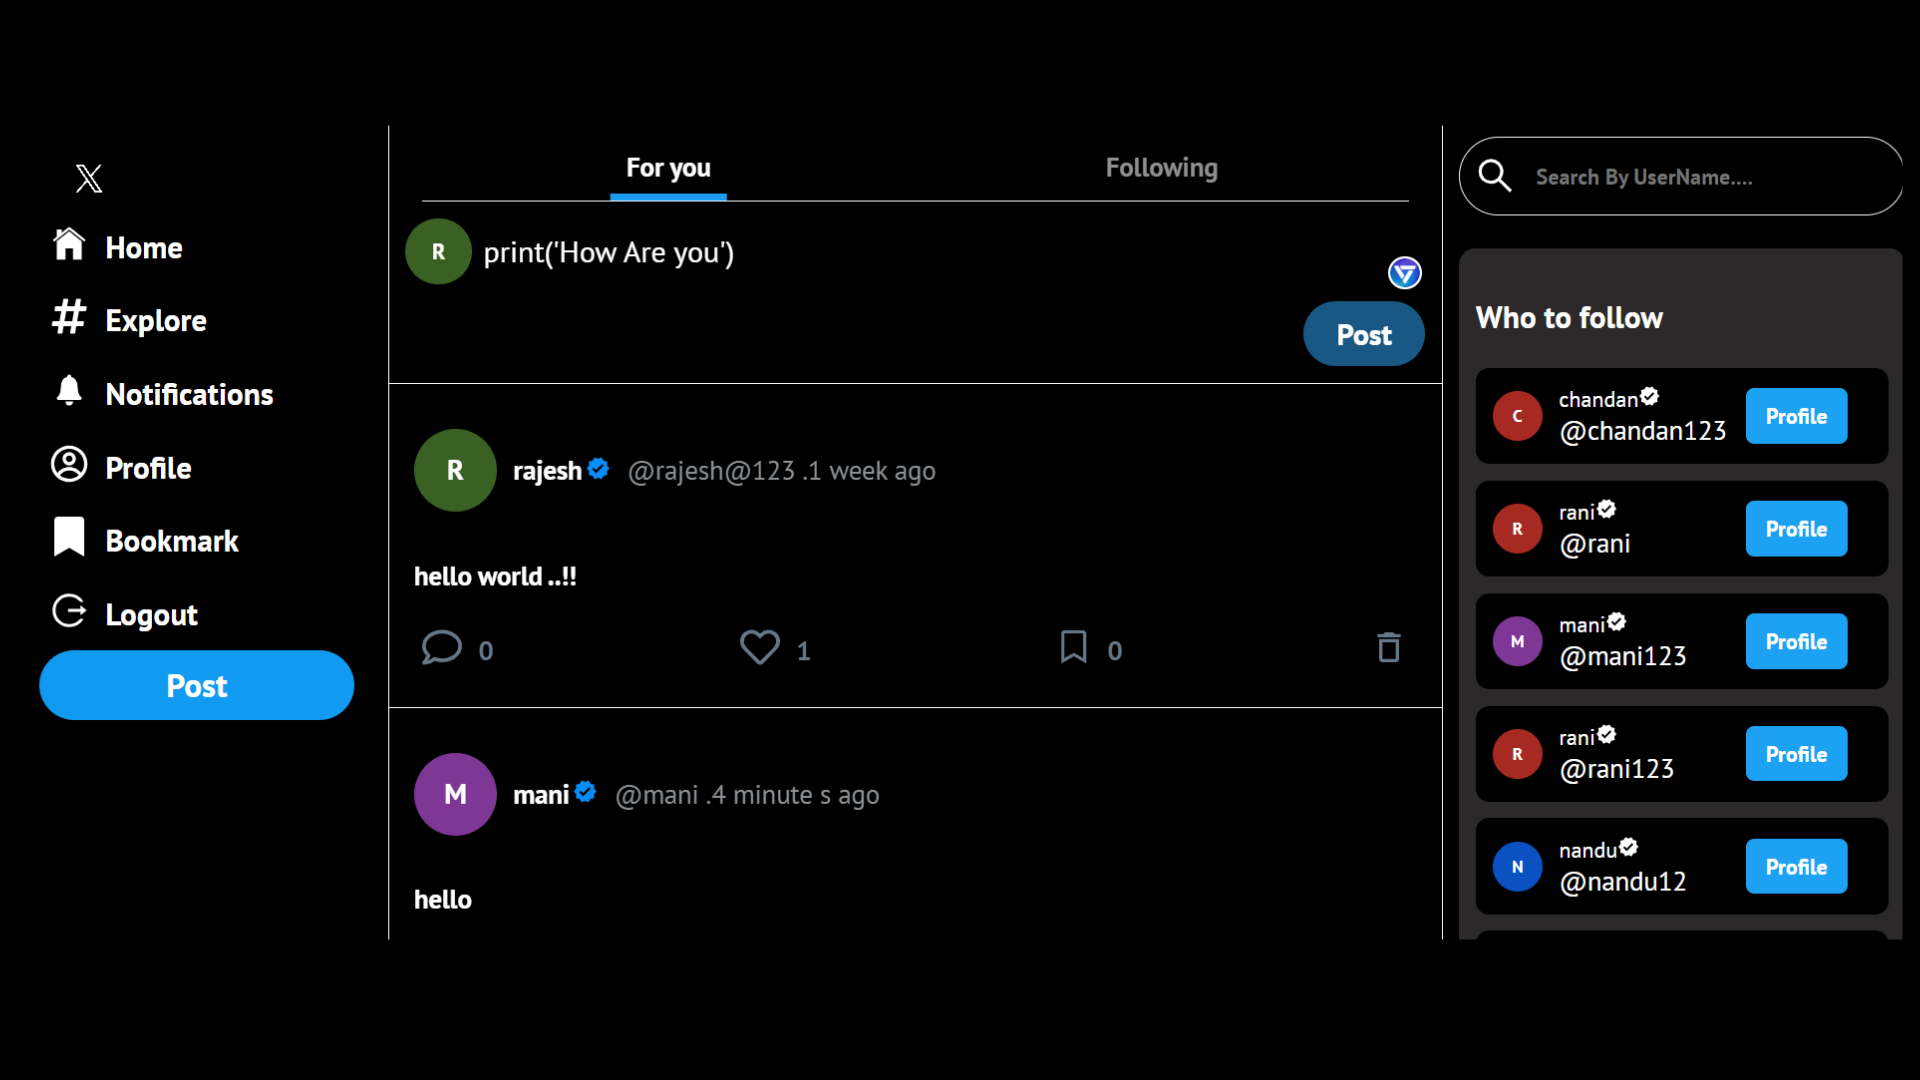 𝕏
Home
Explore
Notifications
Profile
Bookmark
Logout
Post
For you
Following
R
print('How Are you')
Post
R
rajesh
@rajesh@123 .1 week ago
hello world ..!!
0
1
0
M
mani
@mani .4 minute s ago
hello
Search By UserName....
Who to follow
C
chandan
@chandan123
Profile
R
rani
@rani
Profile
M
mani
@mani123
Profile
R
rani
@rani123
Profile
N
nandu
@nandu12
Profile